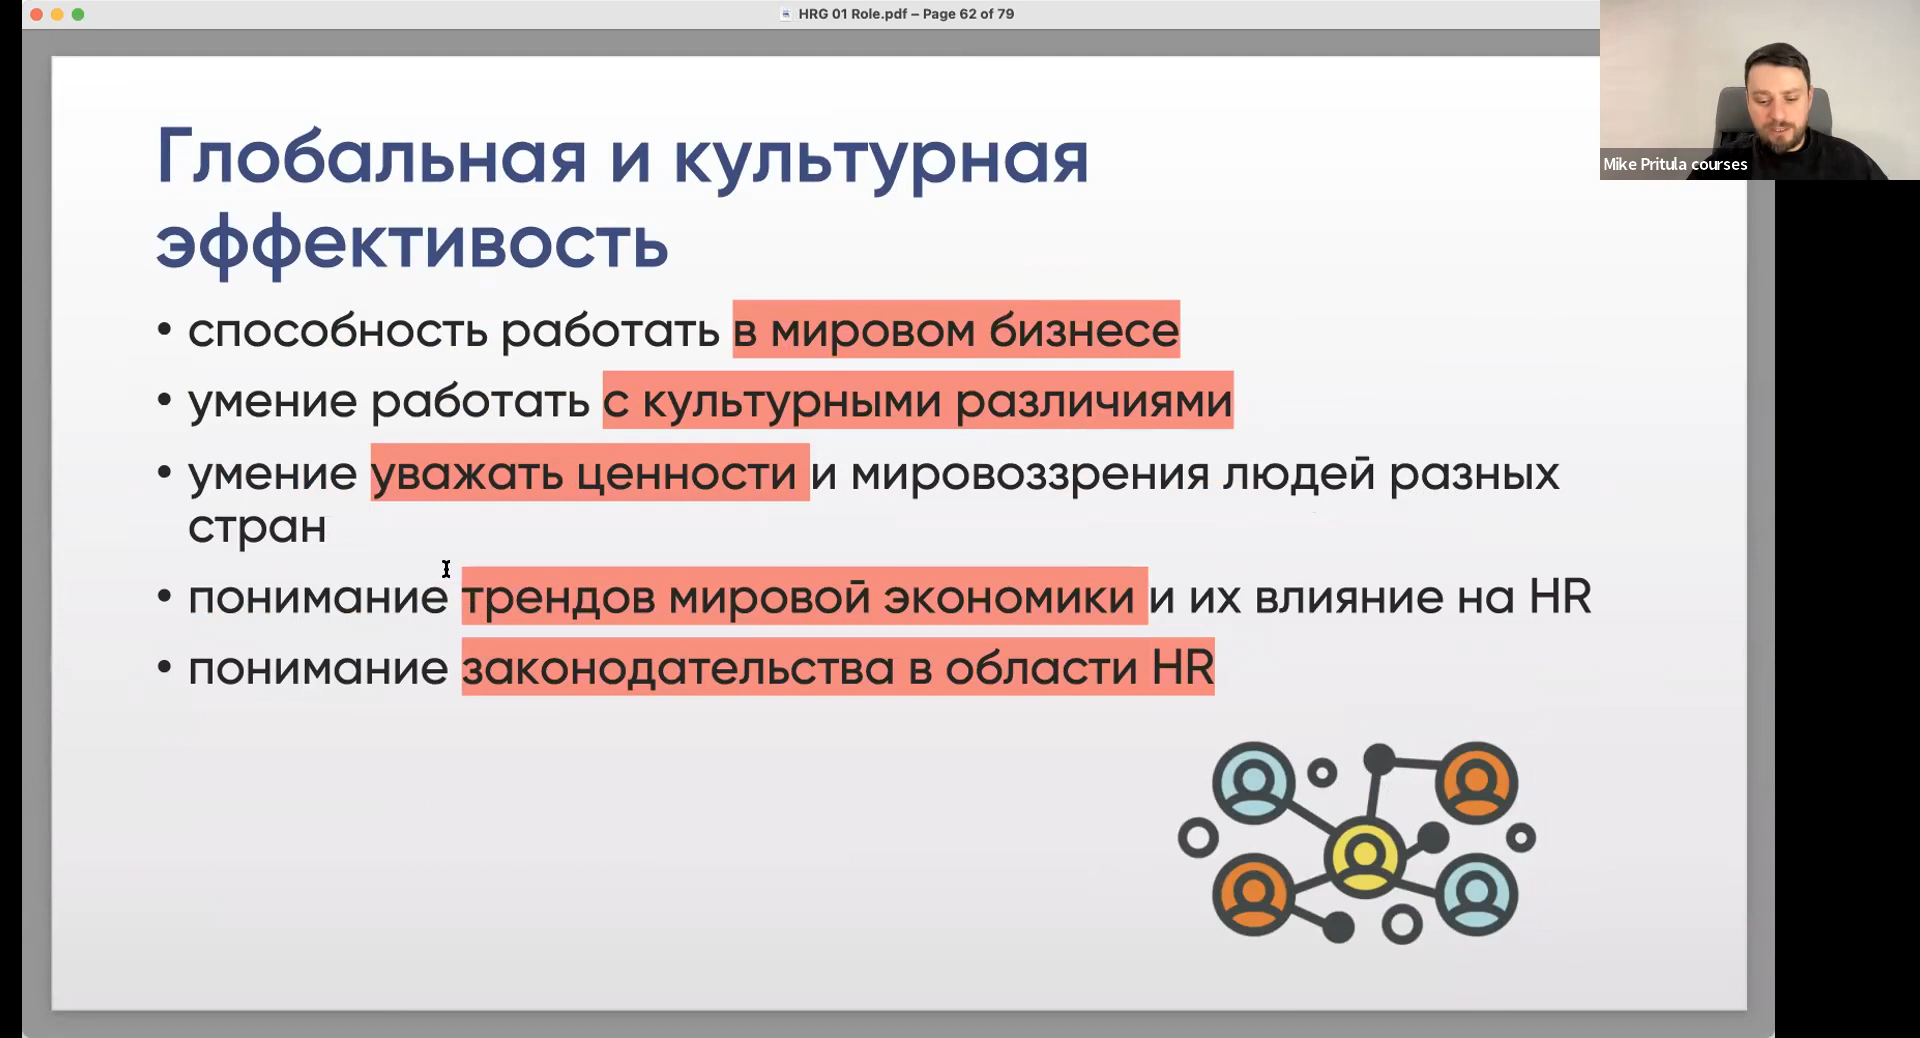 HRG 01 Role.pdf – Page 62 of 79
Mike Pritula courses
Глобальная и культурная
эффективость
• способность работать в мировом бизнесе
• умение работать с культурными различиями
• умение уважать ценности и мировоззрения людей разных
стран
• понимание трендов мировой экономики и их влияние на HR
• понимание законодательства в области HR